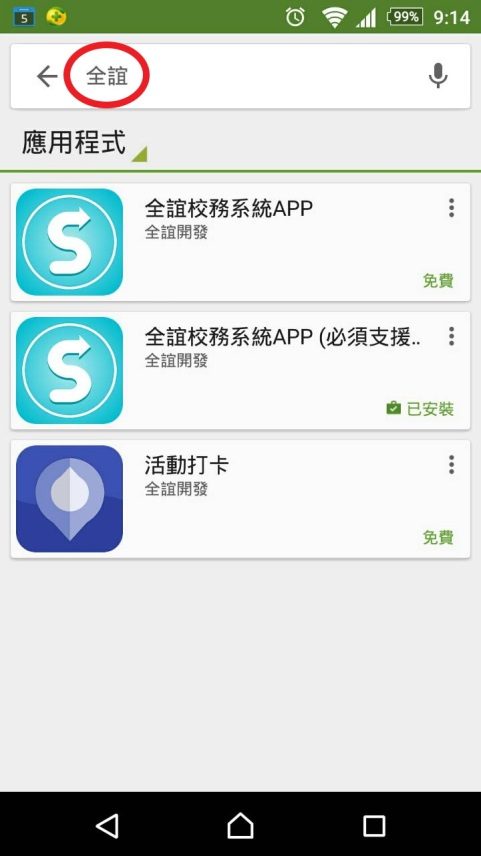 5 99% 9:14
全誼
應用程式
全誼校務系統APP
全誼開發
免費
全誼校務系統APP (必須支援..
全誼開發
已安裝
活動打卡
全誼開發
免費